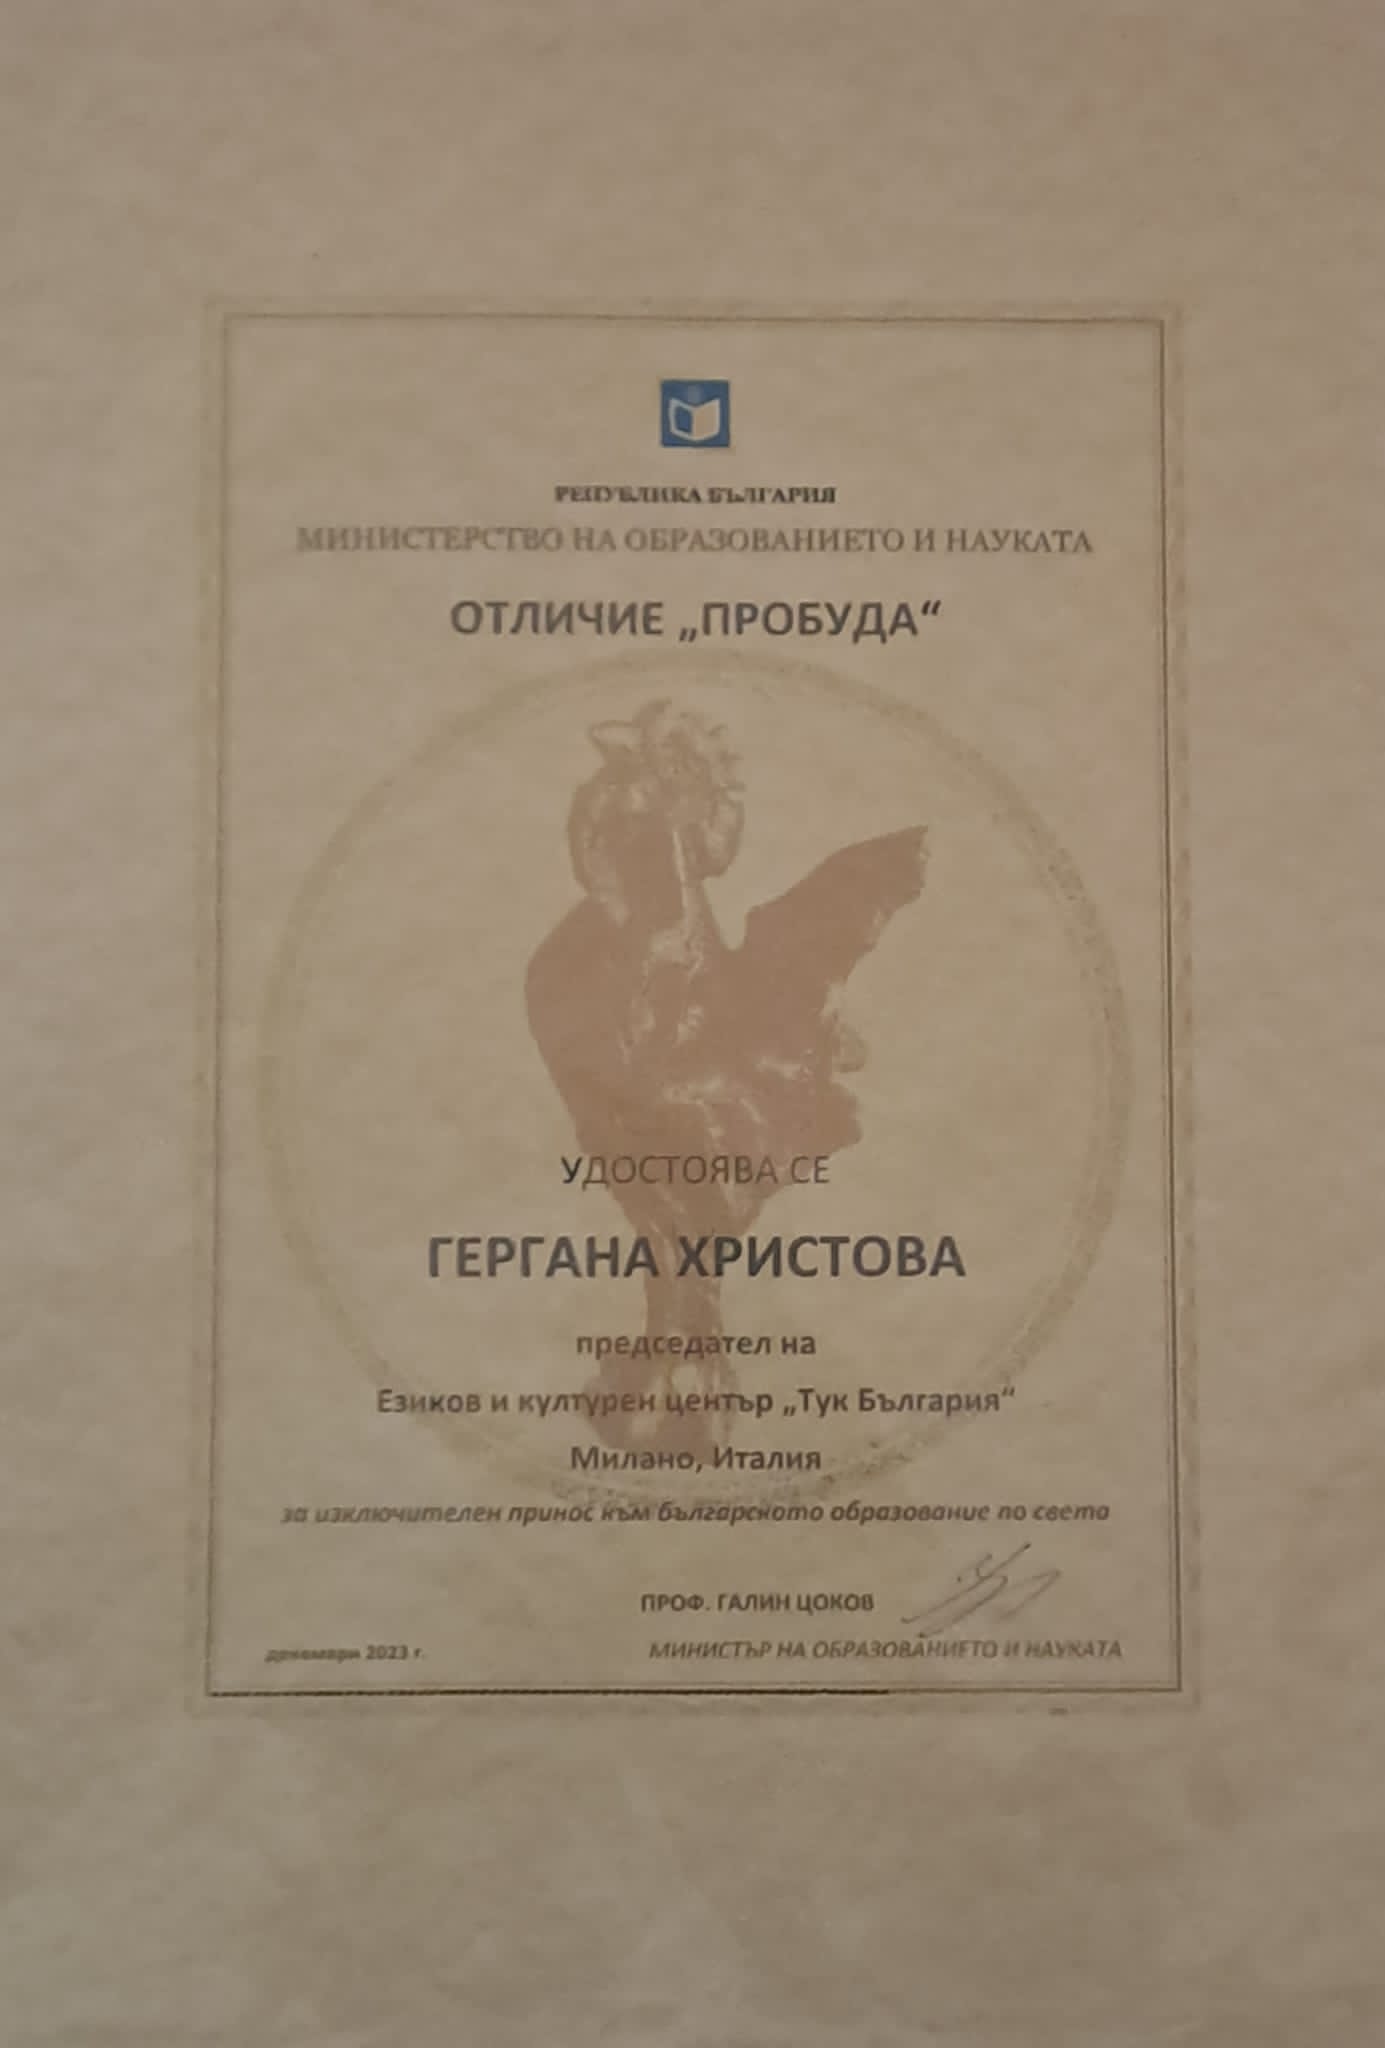 РЕПУБЛИКА БЪЛГАРИЯ
МИНИСТЕРСТВО НА ОБРАЗОВАНИЕТО И НАУКАТА
ОТЛИЧИЕ „ПРОБУДА“
УДОСТОЯВА СЕ
ГЕРГАНА ХРИСТОВА
председател на
Езиков и културен център „Тук България“
Милано, Италия
за изключителен принос към българското образование по света
ПРОФ. ГАЛИН ЦОКОВ
декември 2023 г.
МИНИСТЪР НА ОБРАЗОВАНИЕТО И НАУКАТА